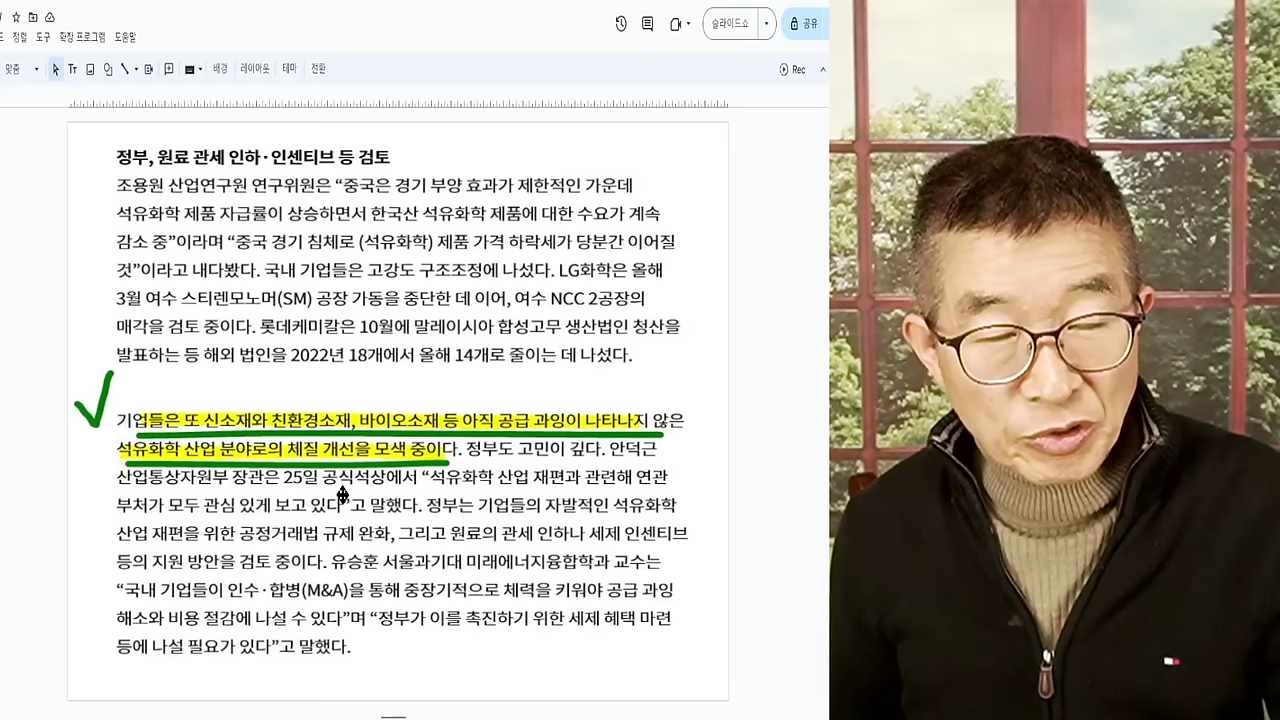 정렬 도구 확장 프로그램 도움말
슬라이드쇼
공유
맞춤
Tт
배경 레이아웃 테마 전환
Rec
정부, 원료 관세 인하·인센티브 등 검토
조용원 산업연구원 연구위원은 “중국은 경기 부양 효과가 제한적인 가운데
석유화학 제품 자급률이 상승하면서 한국산 석유화학 제품에 대한 수요가 계속
감소 중”이라며 “중국 경기 침체로 (석유화학) 제품 가격 하락세가 당분간 이어질
것”이라고 내다봤다. 국내 기업들은 고강도 구조조정에 나섰다. LG화학은 올해
3월 여수 스티렌모노머(SM) 공장 가동을 중단한 데 이어, 여수 NCC 2공장의
매각을 검토 중이다. 롯데케미칼은 10월에 말레이시아 합성고무 생산법인 청산을
발표하는 등 해외 법인을 2022년 18개에서 올해 14개로 줄이는 데 나섰다.
기업들은 또 신소재와 친환경소재, 바이오소재 등 아직 공급 과잉이 나타나지 않은
석유화학 산업 분야로의 체질 개선을 모색 중이다. 정부도 고민이 깊다. 안덕근
산업통상자원부 장관은 25일 공식석상에서 “석유화학 산업 재편과 관련해 연관
부처가 모두 관심 있게 보고 있다”고 말했다. 정부는 기업들의 자발적인 석유화학
산업 재편을 위한 공정거래법 규제 완화, 그리고 원료의 관세 인하나 세제 인센티브
등의 지원 방안을 검토 중이다. 유승훈 서울과기대 미래에너지융합학과 교수는
“국내 기업들이 인수·합병(M&A)을 통해 중장기적으로 체력을 키워야 공급 과잉
해소와 비용 절감에 나설 수 있다”며 “정부가 이를 촉진하기 위한 세제 혜택 마련
등에 나설 필요가 있다”고 말했다.